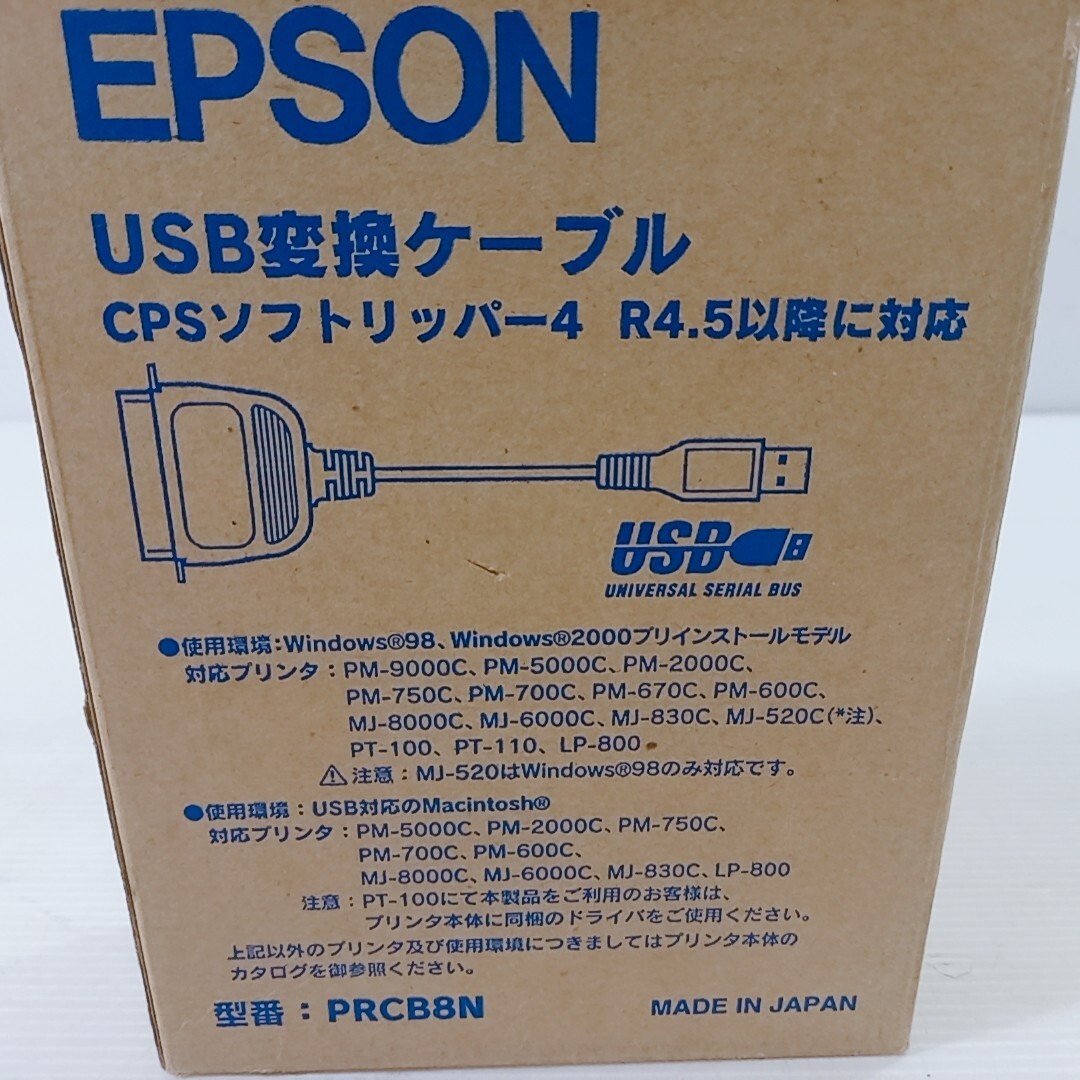 EPSON
USB変換ケーブル
CPSソフトリッパー4 R4.5以降に対応
USB
UNIVERSAL SERIAL BUS
●使用環境:Windows®98、Windows®2000プリインストールモデル
対応プリンタ:PM-9000C、PM-5000C、PM-2000C、
PM-750C、PM-700C、PM-670C、PM-600C、
MJ-8000C、MJ-6000C、MJ-830C、MJ-520C(*注)、
PT-100、PT-110、LP-800
⚠注意:MJ-520はWindows®98のみ対応です。
●使用環境:USB対応のMacintosh®
対応プリンタ:PM-5000C、PM-2000C、PM-750C、
PM-700C、PM-600C、
MJ-8000C、MJ-6000C、MJ-830C、LP-800
注意:PT-100にて本製品をご利用のお客様は、
プリンタ本体に同梱のドライバをご使用ください。
上記以外のプリンタ及び使用環境につきましてはプリンタ本体の
カタログを御参照ください。
型番:PRCB8N
MADE IN JAPAN